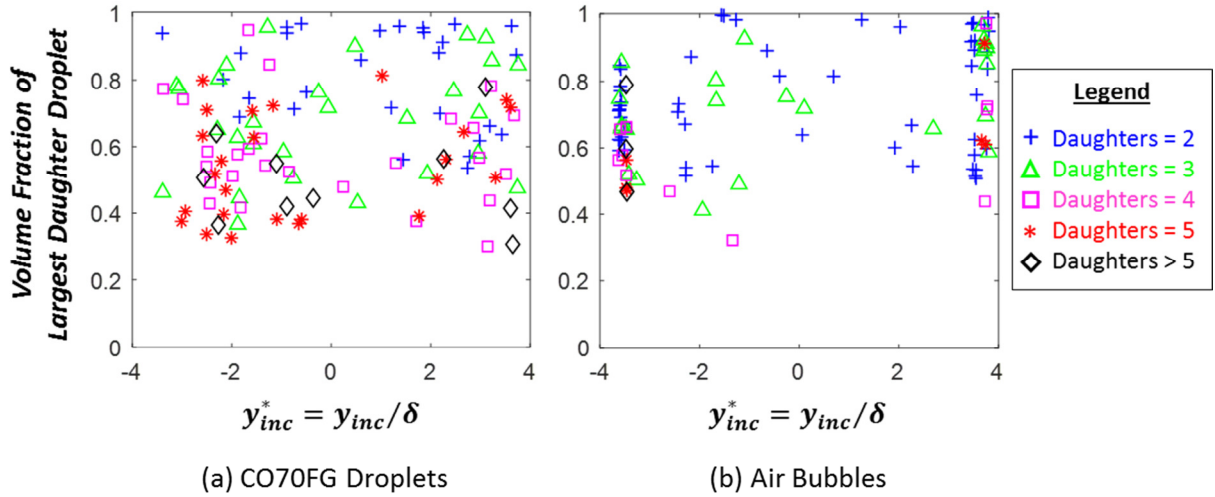 Volume Fraction of
Largest Daughter Droplet
1
0.8
0.6
0.4
0.2
0
-4
-2
0
2
4
y*inc = yinc/δ
(a) CO70FG Droplets
1
0.8
0.6
0.4
0.2
0
-4
-2
0
2
4
y*inc = yinc/δ
(b) Air Bubbles
Legend
Daughters = 2
Daughters = 3
Daughters = 4
Daughters = 5
Daughters > 5